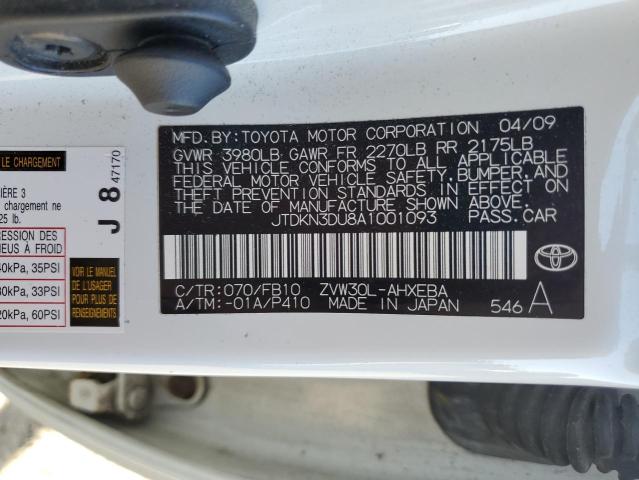 LE CHARGEMENT
IÈRE 3
chargement ne
25 lb.
RESSION DES
NEUS À FROID
40kPa, 35PSI
30kPa, 33PSI
20kPa, 60PSI
VOIR LE MANUEL
DE L'USAGER
POUR PLUS DE
RENSEIGNEMENTS
J 8
47170
MFD.BY:TOYOTA MOTOR CORPORATION 04/09
GVWR 3980LB GAWR FR 2270LB RR 2175LB
THIS VEHICLE CONFORMS TO ALL APPLICABLE
FEDERAL MOTOR VEHICLE SAFETY, BUMPER, AND
THEFT PREVENTION STANDARDS IN EFFECT ON
THE DATE OF MANUFACTURE SHOWN ABOVE.
JTDKN3DU8A1001093 PASS.CAR
C/TR:070/FB10 ZVW30L-AHXEBA
A/TM:-01A/P410 MADE IN JAPAN 546 A